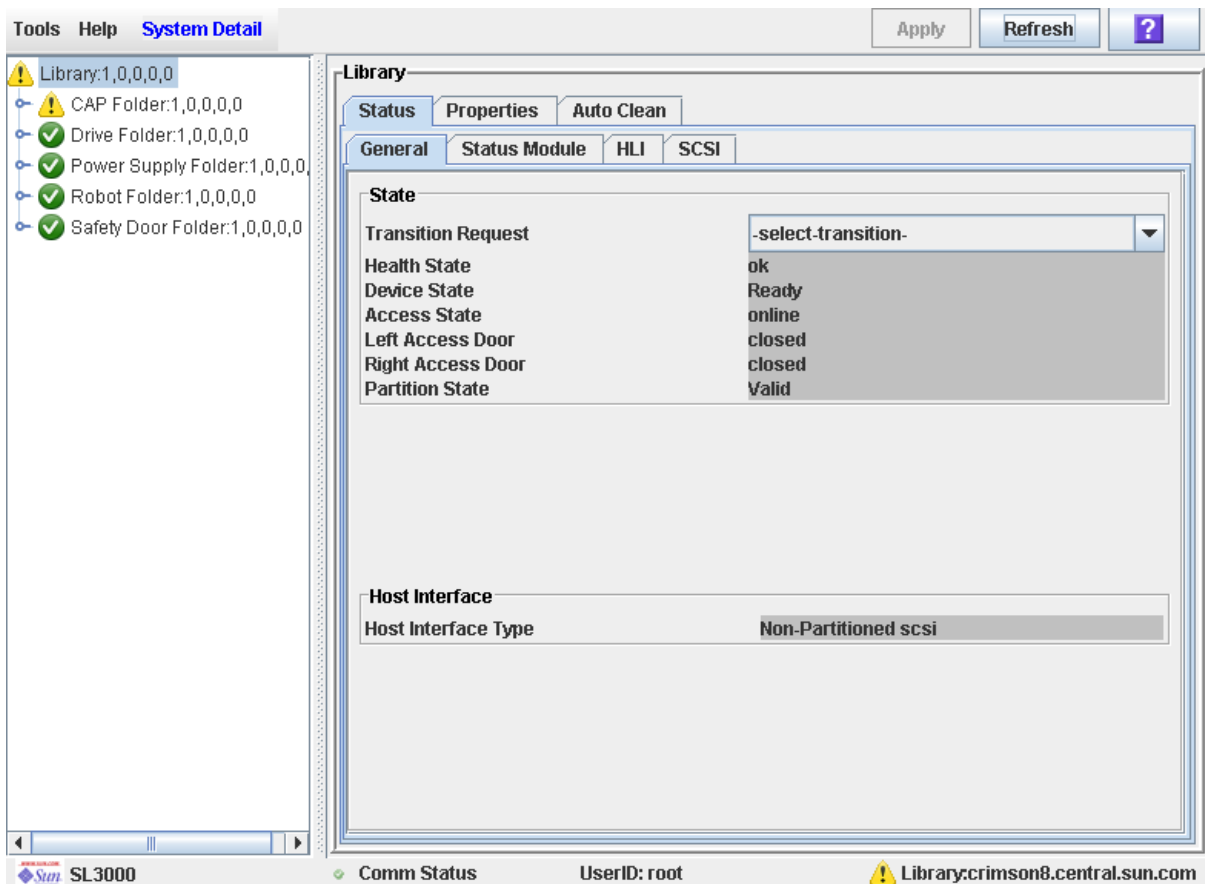 Tools Help System Detail Apply Refresh ?
Library:1,0,0,0,0
CAP Folder:1,0,0,0,0
Drive Folder:1,0,0,0,0
Power Supply Folder:1,0,0,0,
Robot Folder:1,0,0,0,0
Safety Door Folder:1,0,0,0,0
Library
Status Properties Auto Clean
General Status Module HLI SCSI
State
Transition Request -select-transition-
Health State ok
Device State Ready
Access State online
Left Access Door closed
Right Access Door closed
Partition State Valid
Host Interface
Host Interface Type Non-Partitioned scsi
Sun SL3000 Comm Status UserID: root Library:crimson8.central.sun.com